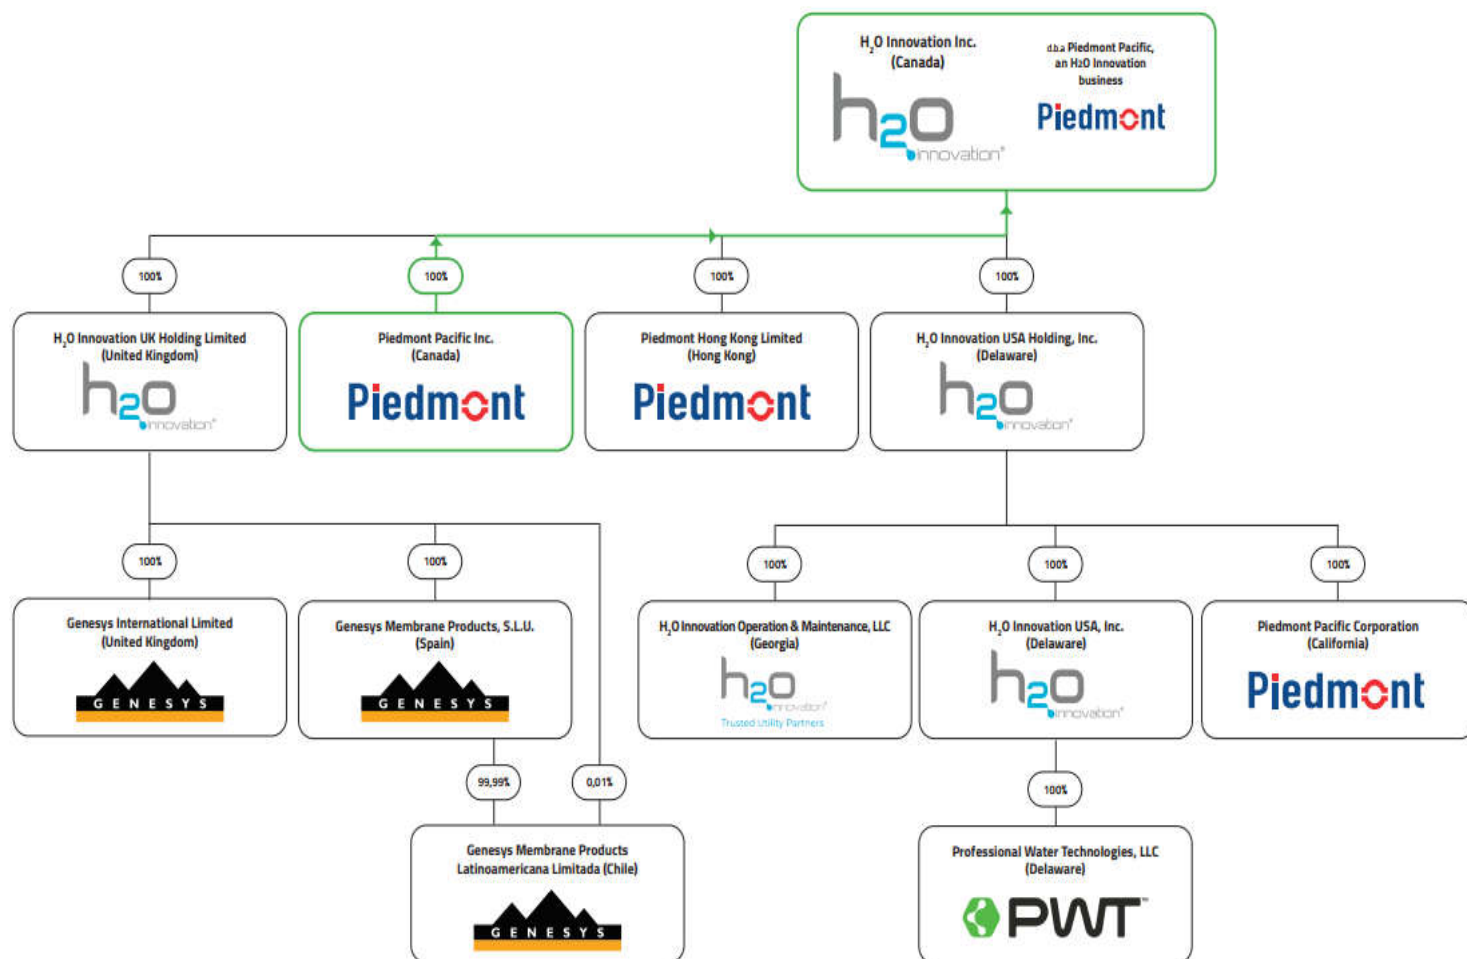 H2O Innovation Inc.
(Canada)
h2o
innovation®
d.b.a Piedmont Pacific,
an H2O Innovation
business
Piedmont
100%
100%
100%
100%
H2O Innovation UK Holding Limited
(United Kingdom)
h2o
innovation®
Piedmont Pacific Inc.
(Canada)
Piedmont
Piedmont Hong Kong Limited
(Hong Kong)
Piedmont
H2O Innovation USA Holding, Inc.
(Delaware)
h2o
innovation®
100%
100%
100%
100%
100%
Genesys International Limited
(United Kingdom)
GENESYS
Genesys Membrane Products, S.L.U.
(Spain)
GENESYS
H2O Innovation Operation & Maintenance, LLC
(Georgia)
h2o
innovation®
Trusted Utility Partners
H2O Innovation USA, Inc.
(Delaware)
h2o
innovation®
Piedmont Pacific Corporation
(California)
Piedmont
99,99%
0,01%
100%
Genesys Membrane Products
Latinoamericana Limitada (Chile)
GENESYS
Professional Water Technologies, LLC
(Delaware)
PWT™